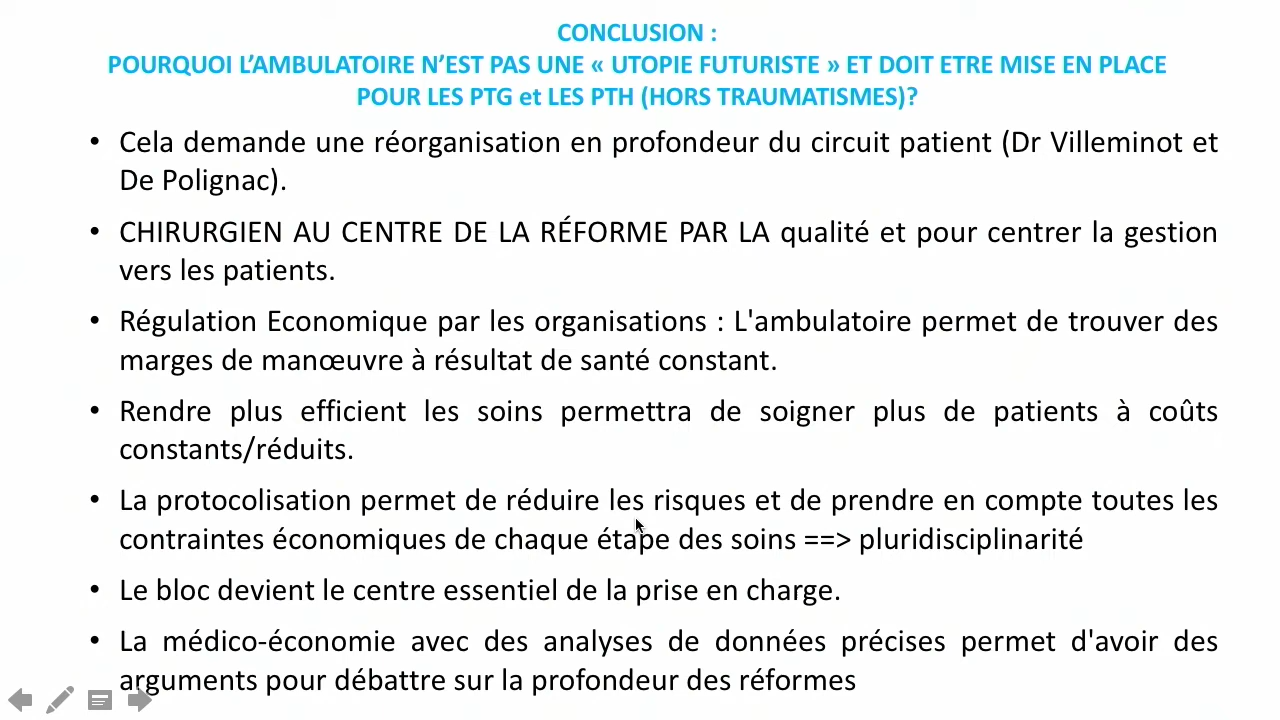 CONCLUSION :
POURQUOI L’AMBULATOIRE N’EST PAS UNE « UTOPIE FUTURISTE » ET DOIT ETRE MISE EN PLACE
POUR LES PTG et LES PTH (HORS TRAUMATISMES)?
• Cela demande une réorganisation en profondeur du circuit patient (Dr Villeminot et
De Polignac).
• CHIRURGIEN AU CENTRE DE LA RÉFORME PAR LA qualité et pour centrer la gestion
vers les patients.
• Régulation Economique par les organisations : L'ambulatoire permet de trouver des
marges de manœuvre à résultat de santé constant.
• Rendre plus efficient les soins permettra de soigner plus de patients à coûts
constants/réduits.
• La protocolisation permet de réduire les risques et de prendre en compte toutes les
contraintes économiques de chaque étape des soins ==> pluridisciplinarité
• Le bloc devient le centre essentiel de la prise en charge.
• La médico-économie avec des analyses de données précises permet d'avoir des
arguments pour débattre sur la profondeur des réformes